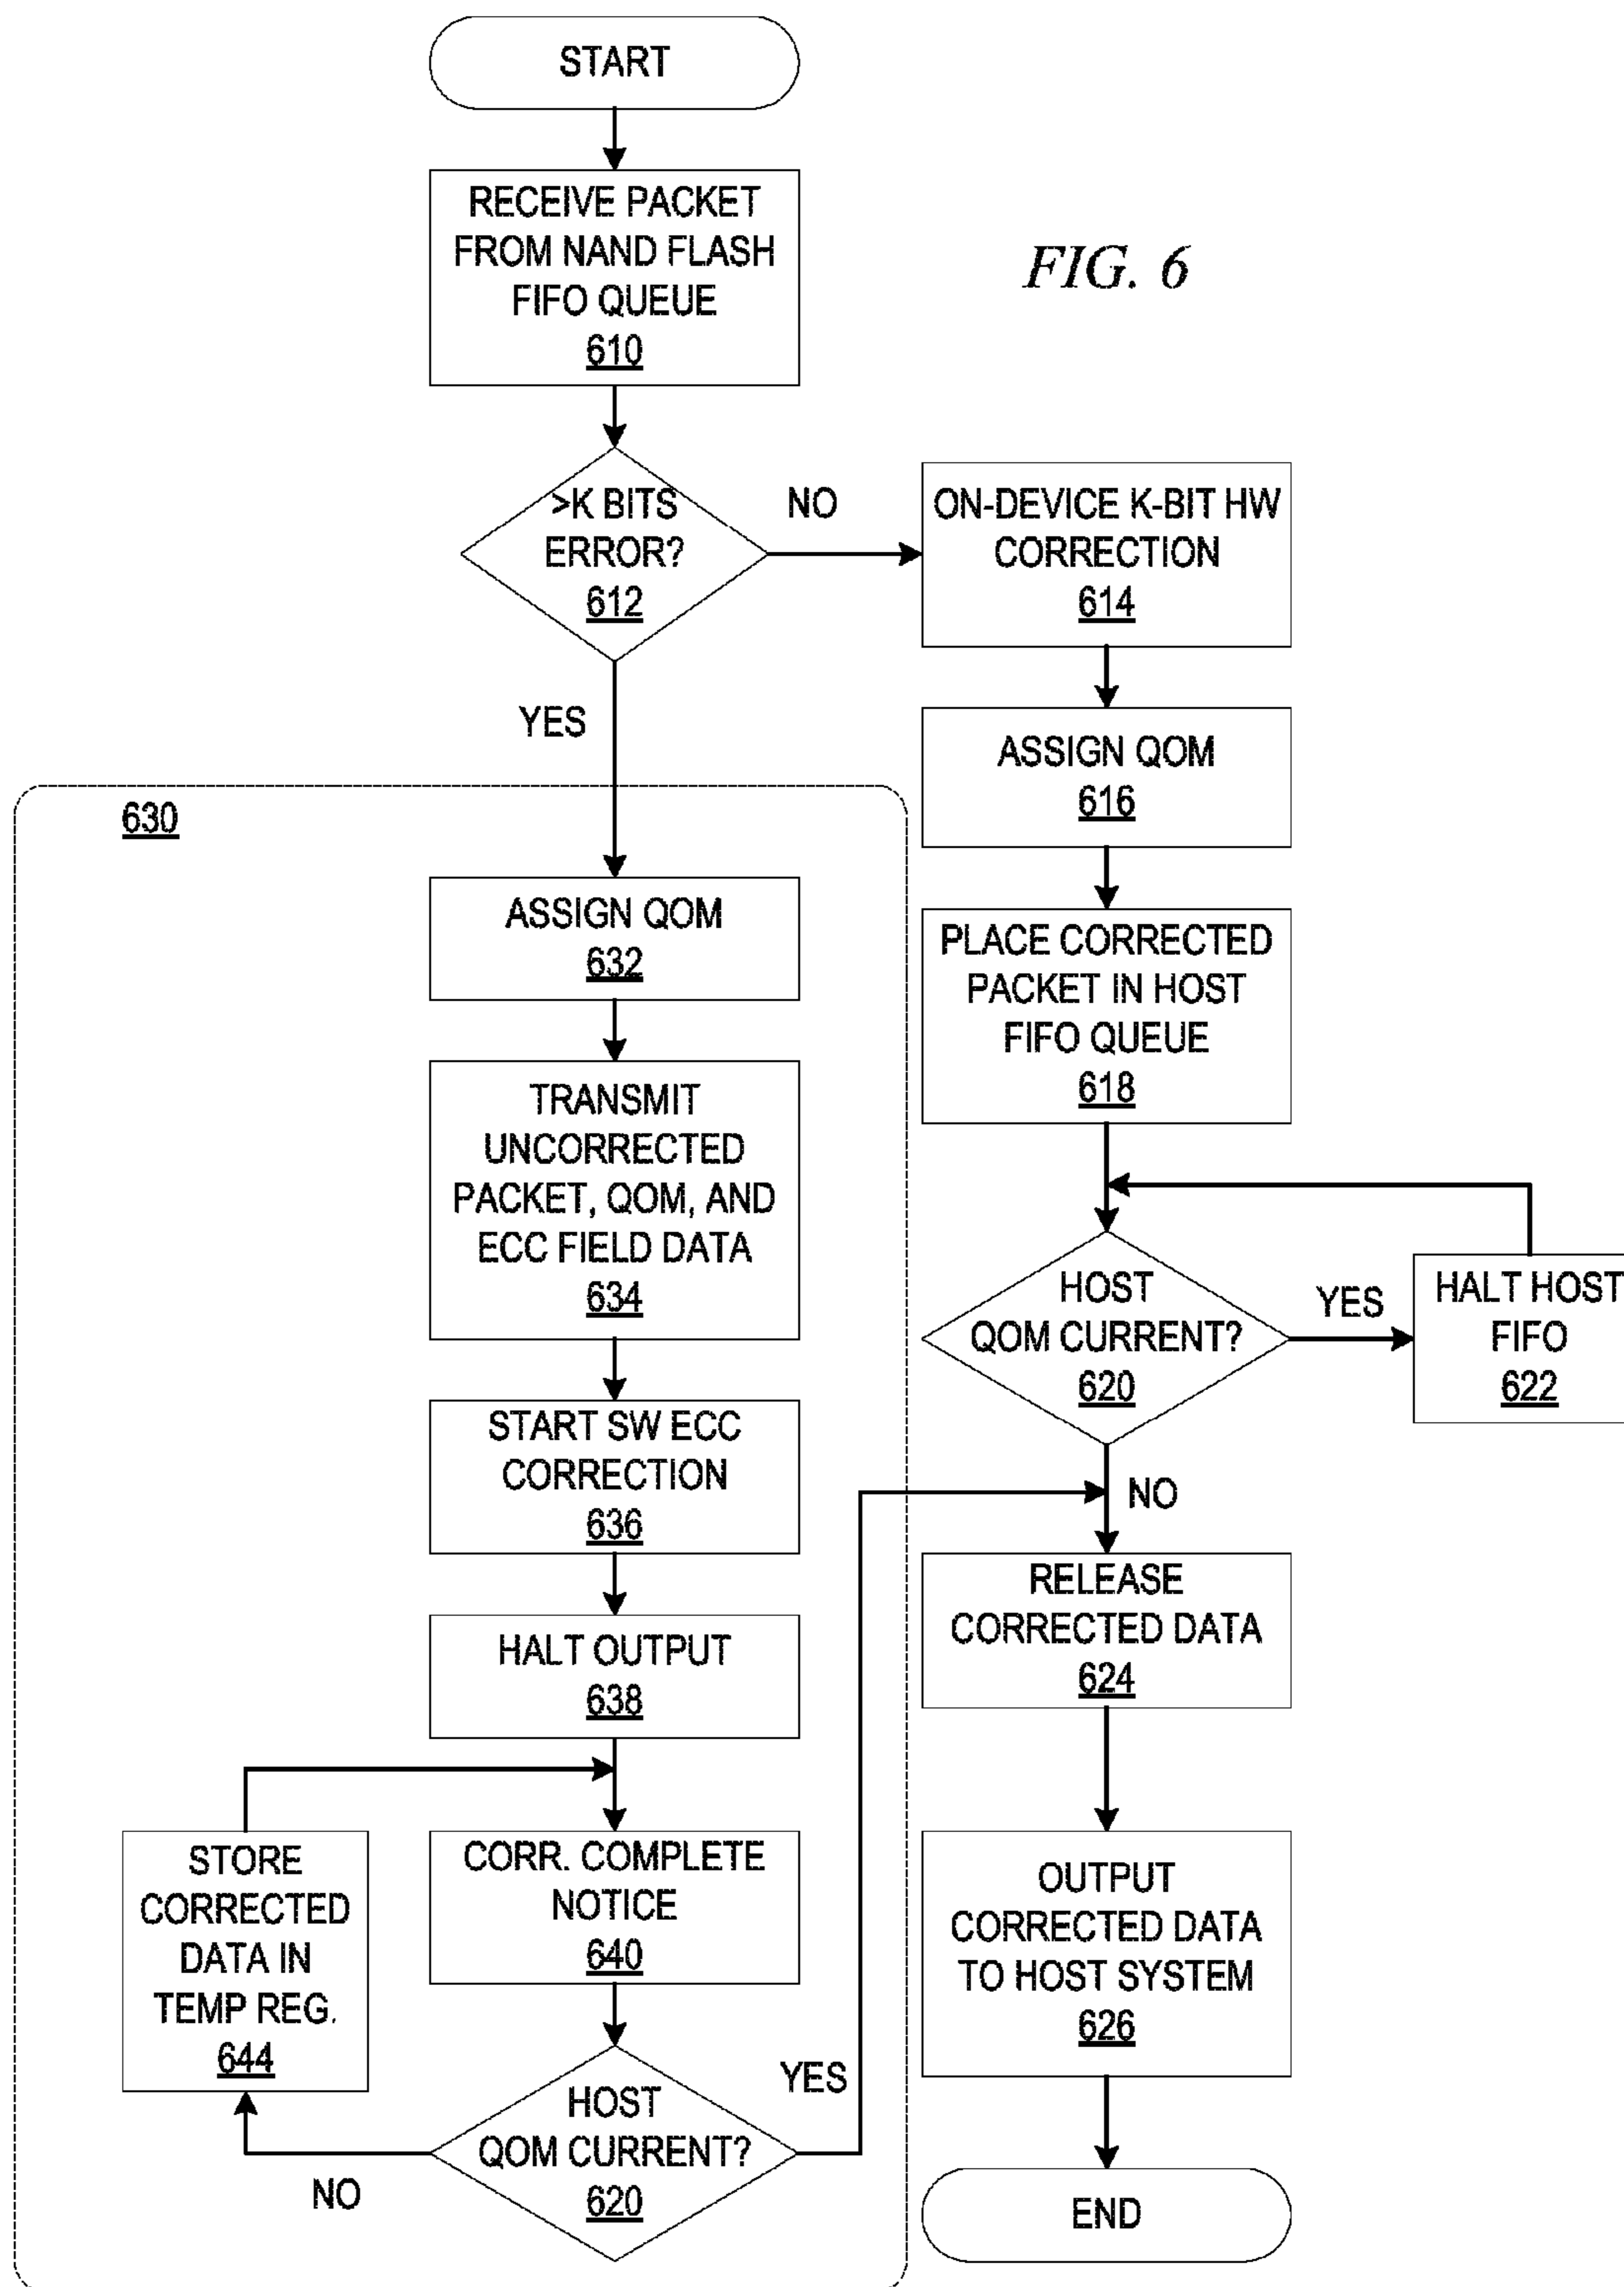 START
RECEIVE PACKET
FROM NAND FLASH
FIFO QUEUE
610
FIG. 6
>K BITS
ERROR?
612
NO
ON-DEVICE K-BIT HW
CORRECTION
614
YES
ASSIGN QOM
616
630
ASSIGN QOM
632
PLACE CORRECTED
PACKET IN HOST
FIFO QUEUE
618
TRANSMIT
UNCORRECTED
PACKET, QOM, AND
ECC FIELD DATA
634
HOST
QOM CURRENT?
620
YES
HALT HOST
FIFO
622
START SW ECC
CORRECTION
636
NO
RELEASE
CORRECTED DATA
624
HALT OUTPUT
638
STORE
CORRECTED
DATA IN
TEMP REG.
644
CORR. COMPLETE
NOTICE
640
OUTPUT
CORRECTED DATA
TO HOST SYSTEM
626
HOST
QOM CURRENT?
620
YES
NO
END